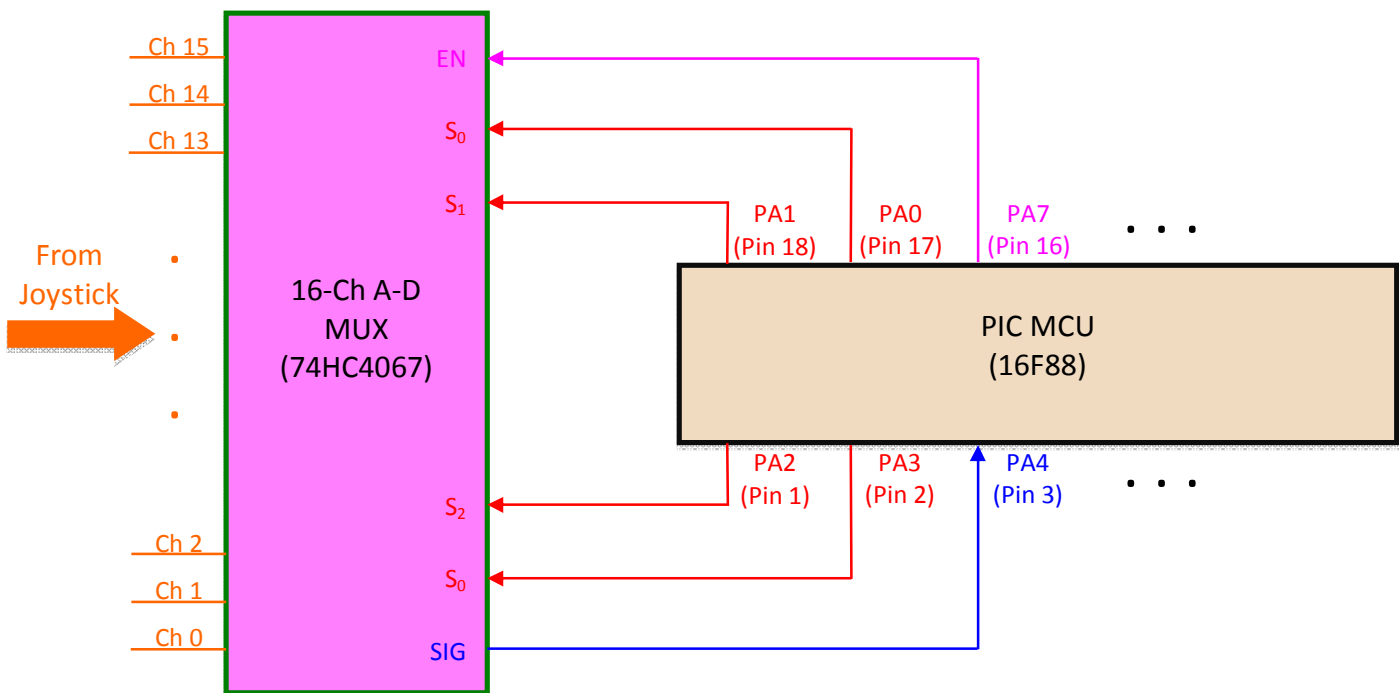 Ch 15
Ch 14
Ch 13
From
Joystick
Ch 2
Ch 1
Ch 0
16-Ch A-D
MUX
(74HC4067)
EN
S₀
S₁
S₂
S₀
SIG
PA1
(Pin 18)
PA0
(Pin 17)
PA7
(Pin 16)
. . .
PIC MCU
(16F88)
PA2
(Pin 1)
PA3
(Pin 2)
PA4
(Pin 3)
. . .